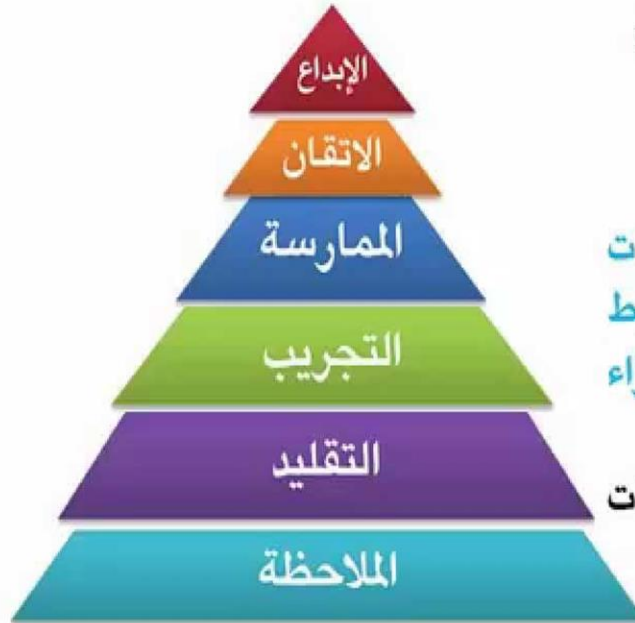 الإبداع
الاتقان
الممارسة
التجريب
التقليد
الملاحظة